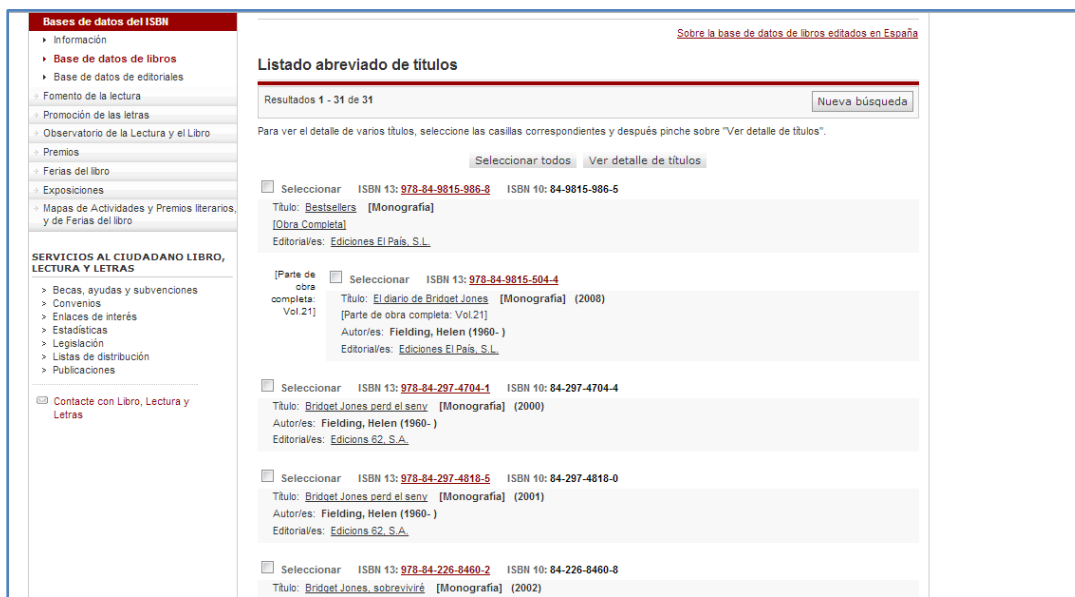 Bases de datos del ISBN
Información
Base de datos de libros
Base de datos de editoriales
Fomento de la lectura
Promoción de las letras
Observatorio de la Lectura y el Libro
Premios
Ferias del libro
Exposiciones
Mapas de Actividades y Premios literarios,
y de Ferias del libro
SERVICIOS AL CIUDADANO LIBRO,
LECTURA Y LETRAS
> Becas, ayudas y subvenciones
> Convenios
> Enlaces de interés
> Estadísticas
> Legislación
> Listas de distribución
> Publicaciones
Contacte con Libro, Lectura y
Letras
Sobre la base de datos de libros editados en España
Listado abreviado de títulos
Resultados 1 - 31 de 31
Nueva búsqueda
Para ver el detalle de varios títulos, seleccione las casillas correspondientes y después pinche sobre "Ver detalle de títulos".
Seleccionar todos Ver detalle de títulos
Seleccionar ISBN 13: 978-84-9815-986-8 ISBN 10: 84-9815-986-5
Título: Bestsellers [Monografía]
[Obra Completa]
Editorial/es: Ediciones El País, S.L.
[Parte de
obra
completa:
Vol.21]
Seleccionar ISBN 13: 978-84-9815-504-4
Título: El diario de Bridget Jones [Monografía] (2008)
[Parte de obra completa: Vol.21]
Autor/es: Fielding, Helen (1960- )
Editorial/es: Ediciones El País, S.L.
Seleccionar ISBN 13: 978-84-297-4704-1 ISBN 10: 84-297-4704-4
Título: Bridget Jones perd el seny [Monografía] (2000)
Autor/es: Fielding, Helen (1960- )
Editorial/es: Edicions 62, S.A.
Seleccionar ISBN 13: 978-84-297-4818-5 ISBN 10: 84-297-4818-0
Título: Bridget Jones perd el seny [Monografía] (2001)
Autor/es: Fielding, Helen (1960- )
Editorial/es: Edicions 62, S.A.
Seleccionar ISBN 13: 978-84-226-8460-2 ISBN 10: 84-226-8460-8
Título: Bridget Jones, sobreviviré [Monografía] (2002)